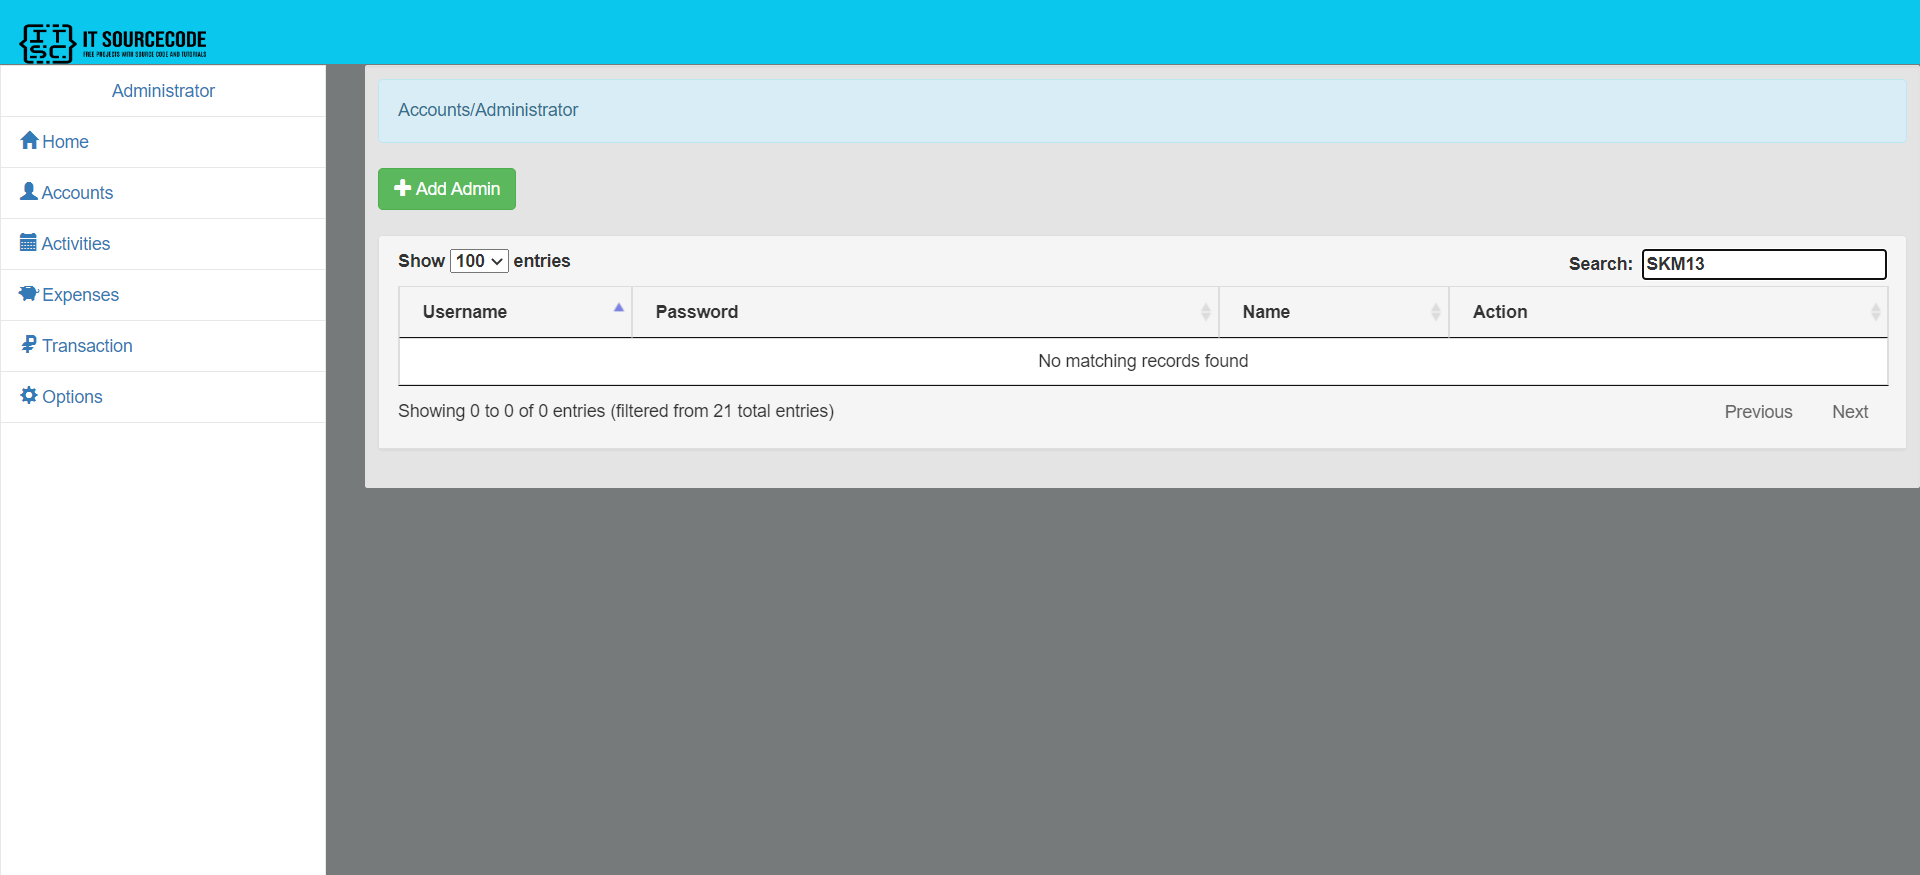 ITSC
IT SOURCECODE
FREE PROJECTS WITH SOURCE CODE AND TUTORIALS
Administrator
Home
Accounts
Activities
Expenses
Transaction
Options
Accounts/Administrator
Add Admin
Show 100 entries
Search: SKM13
Username Password Name Action
No matching records found
Showing 0 to 0 of 0 entries (filtered from 21 total entries)
Previous Next